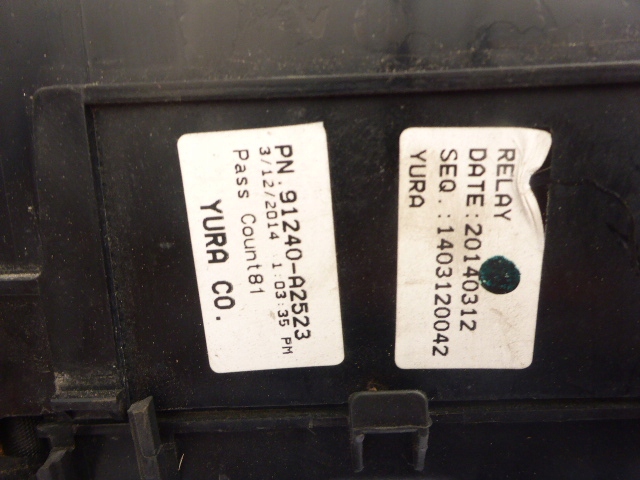 PN:91240-A2523
3/12/2014 1:03:35 PM
Pass Count81
YURA CO.
RELAY
DATE:20140312
SEQ.:1403120042
YURA